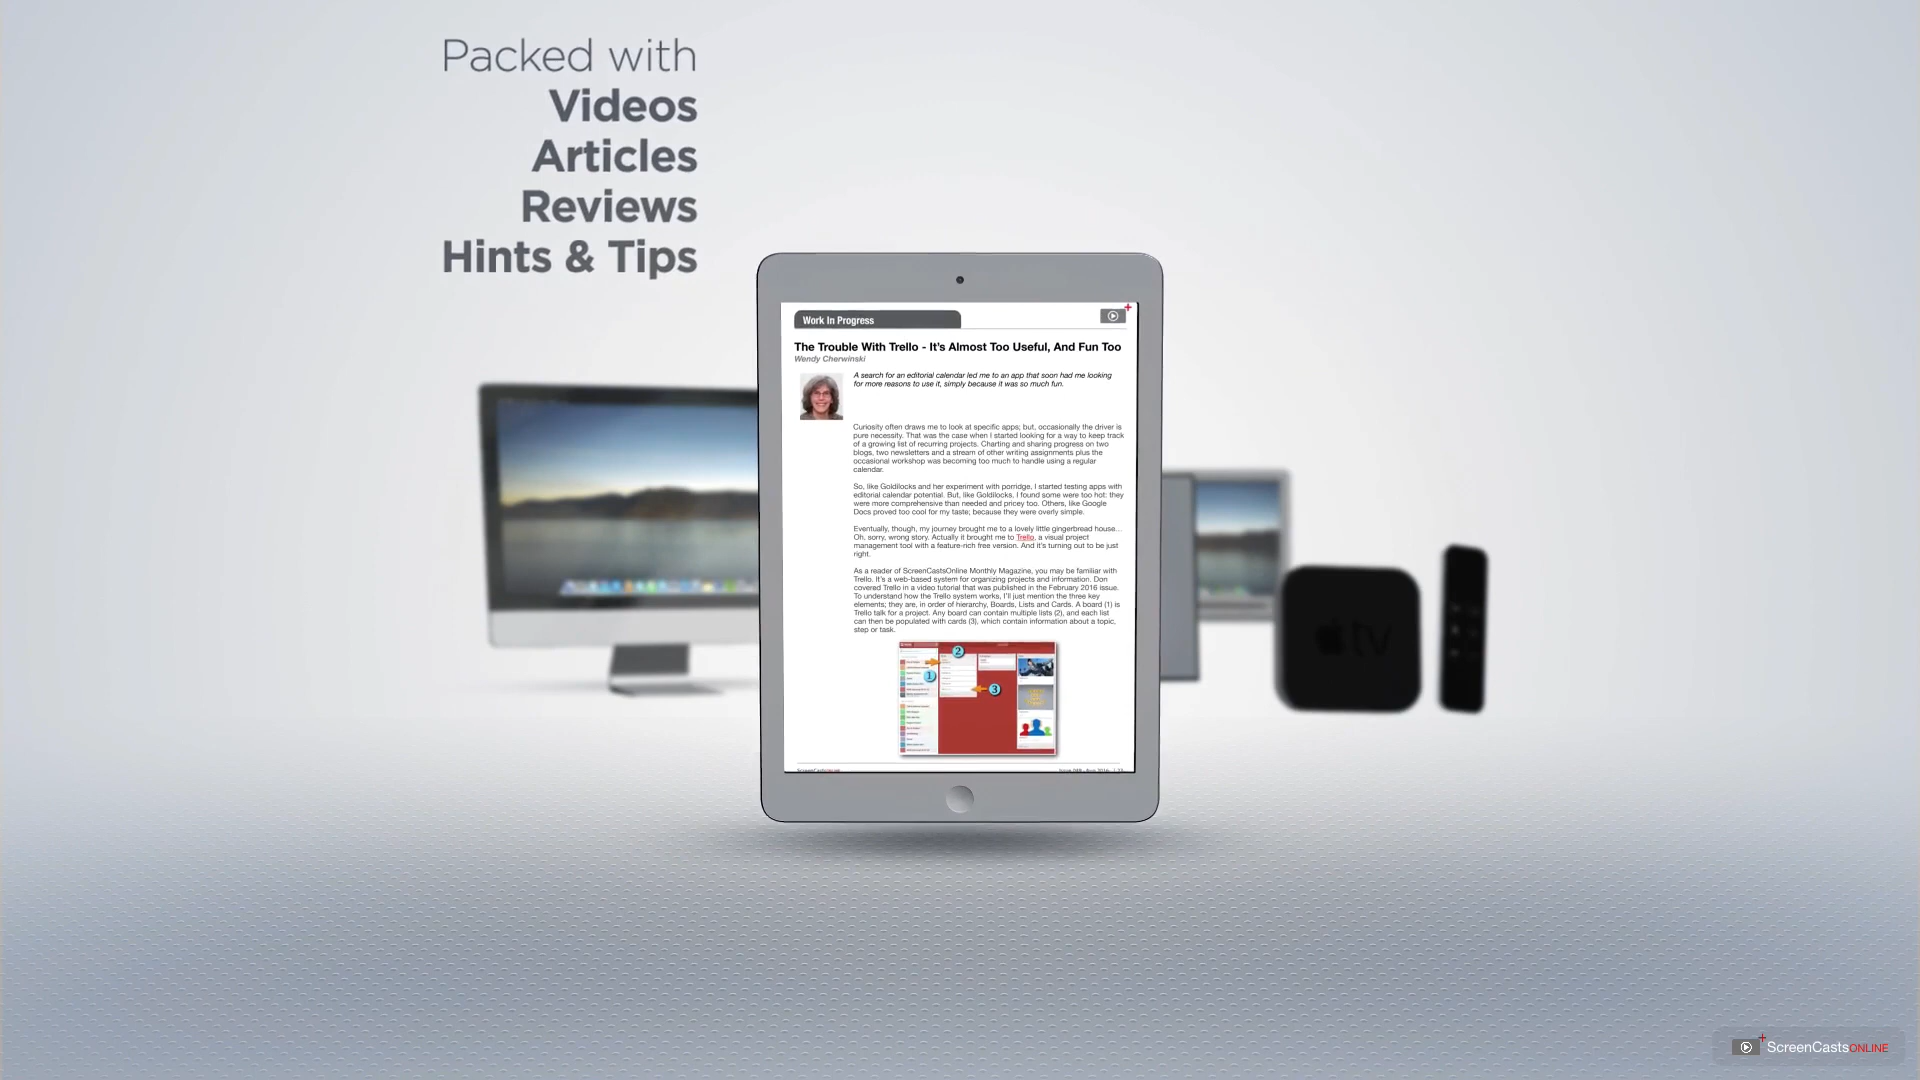 Packed with
Videos
Articles
Reviews
Hints & Tips
Work In Progress
The Trouble With Trello - It's Almost Too Useful, And Fun Too
Wendy Cherwinski
A search for an editorial calendar led me to an app that soon had me looking
for more reasons to use it, simply because it was so much fun.
Curiosity often draws me to look at specific apps; but, occasionally the driver is
pure necessity. That was the case when I started looking for a way to keep track
of a growing list of recurring projects. Charting and sharing progress on two
blogs, two newsletters and a stream of other writing assignments plus the
occasional workshop was becoming too much to handle using a regular
calendar.
So, like Goldilocks and her experiment with porridge, I started testing apps with
editorial calendar potential. But, like Goldilocks, I found some were too hot: they
were more comprehensive than needed and pricey too. Others, like Google
Docs proved too cool for my taste; because they were overly simple.
Eventually, though, my journey brought me to a lovely little gingerbread house...
Oh, sorry, wrong story. Actually it brought me to Trello, a visual project
management tool with a feature-rich free version. And it's turning out to be just
right.
As a reader of ScreenCastsOnline Monthly Magazine, you may be familiar with
Trello. It's a web-based system for organizing projects and information. Don
covered Trello in a video tutorial that was published in the February 2016 issue.
To understand how the Trello system works, I'll just mention the three key
elements; they are, in order of hierarchy, Boards, Lists and Cards. A board (1) is
Trello talk for a project. Any board can contain multiple lists (2), and each list
can then be populated with cards (3), which contain information about a topic,
step or task.
2
1
3
tv
ScreenCastsONLINE